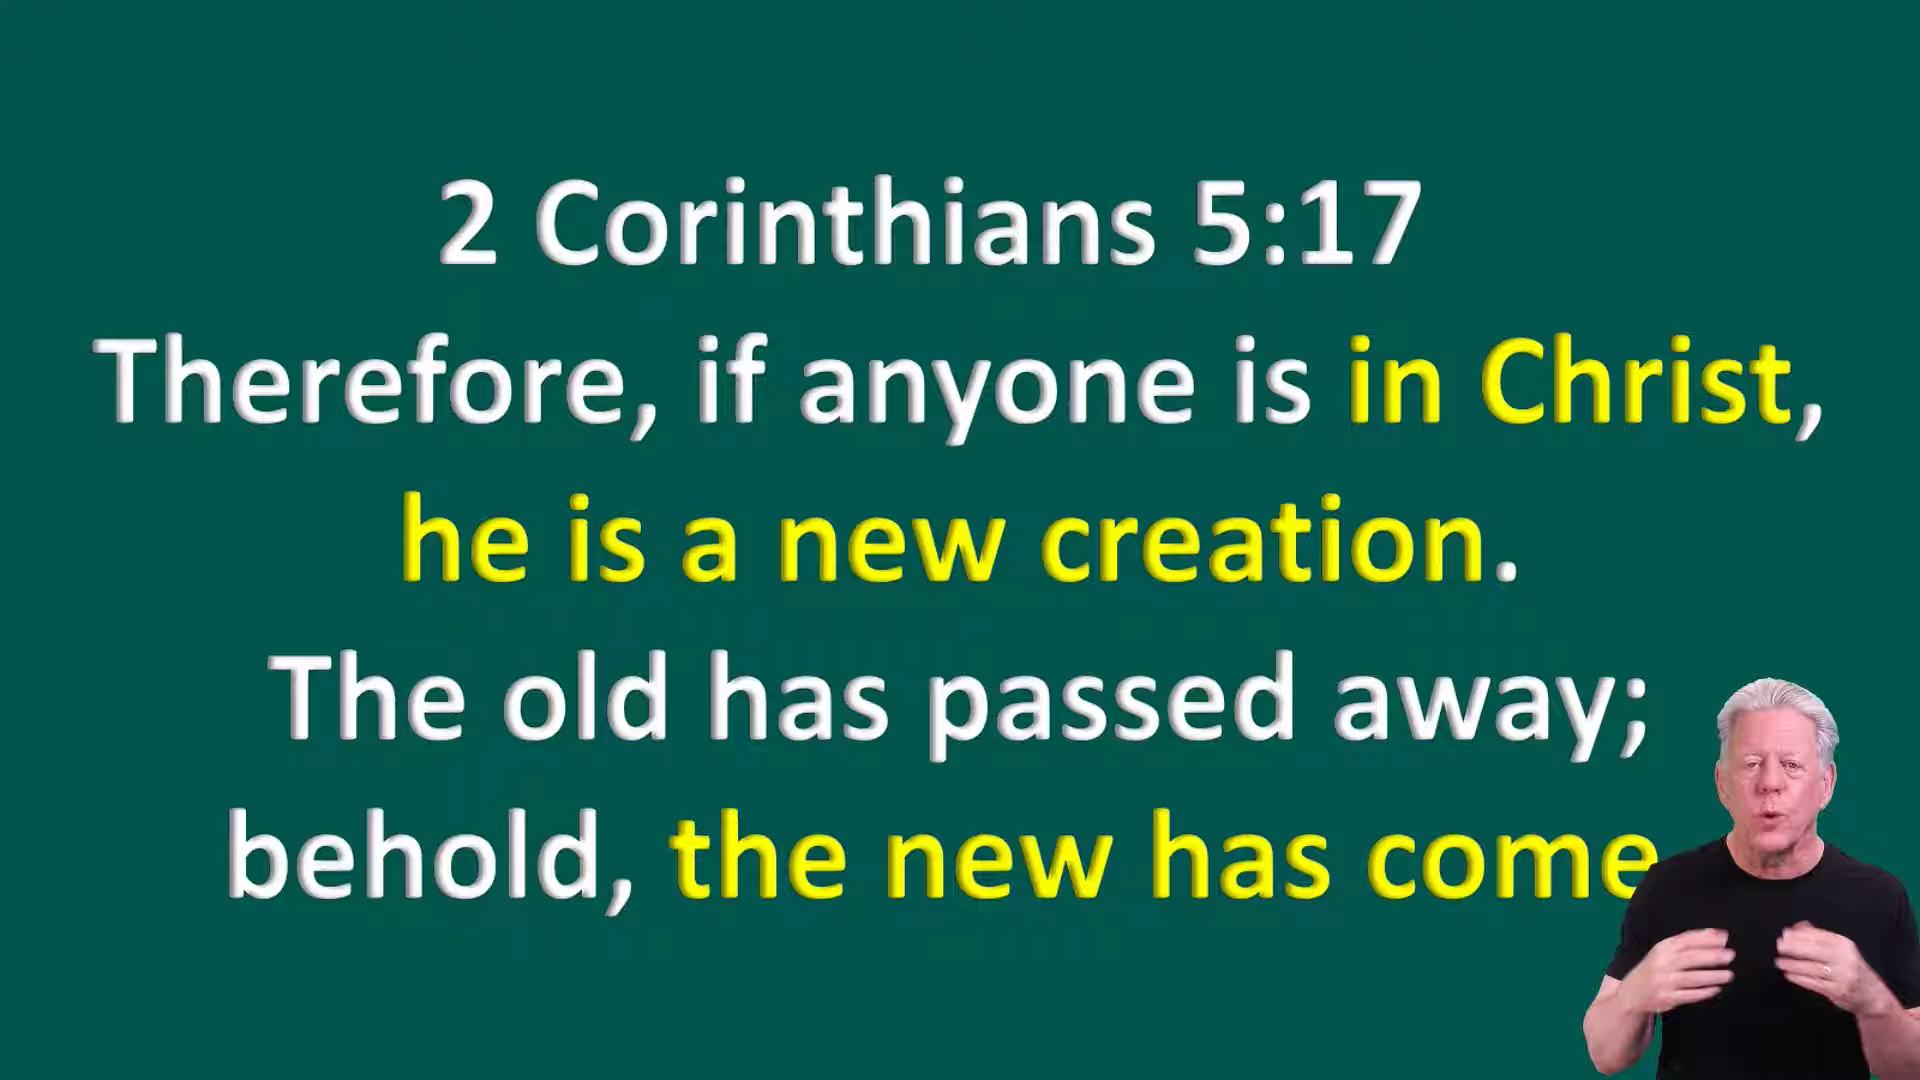 2 Corinthians 5:17
Therefore, if anyone is in Christ,
he is a new creation.
The old has passed away;
behold, the new has come